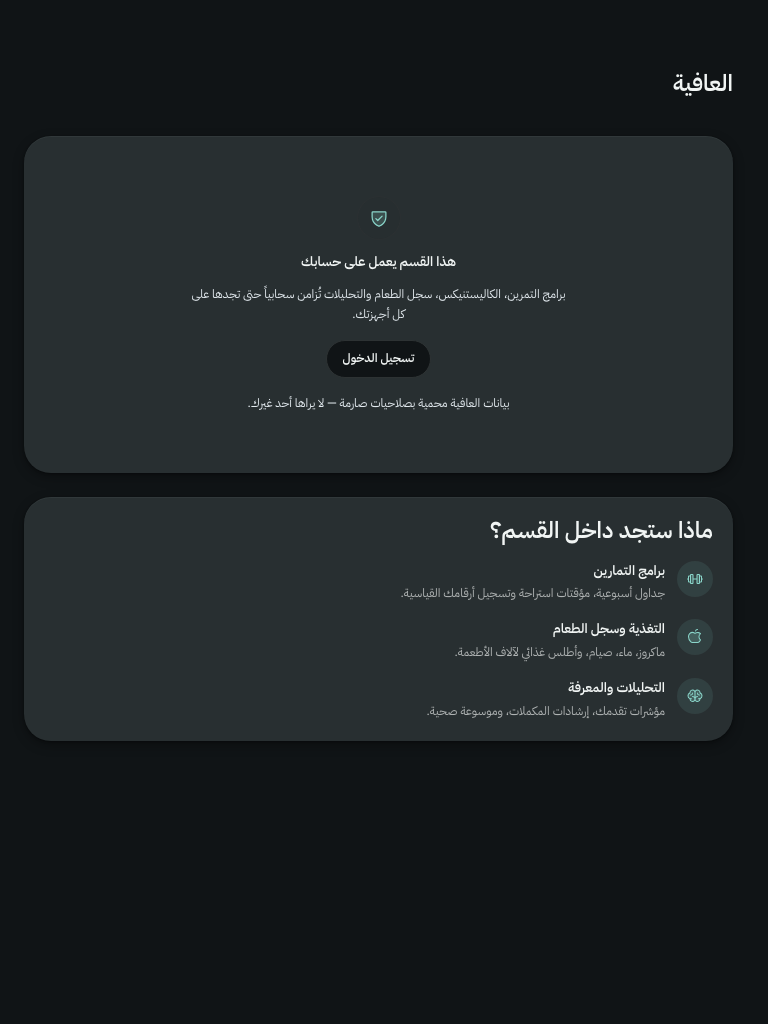 العافية
هذا القسم يعمل على حسابك
برامج التمرين، الكاليستنيكس، سجل الطعام والتحليلات تُزامن سحابياً حتى تجدها على
كل أجهزتك.
تسجيل الدخول
بيانات العافية محمية بصلاحيات صارمة — لا يراها أحد غيرك.
ماذا ستجد داخل القسم؟
برامج التمارين
جداول أسبوعية، مؤقتات استراحة وتسجيل أرقامك القياسية.
التغذية وسجل الطعام
ماكروز، ماء، صيام، وأطلس غذائي لآلاف الأطعمة.
التحليلات والمعرفة
مؤشرات تقدمك، إرشادات المكملات، وموسوعة صحية.